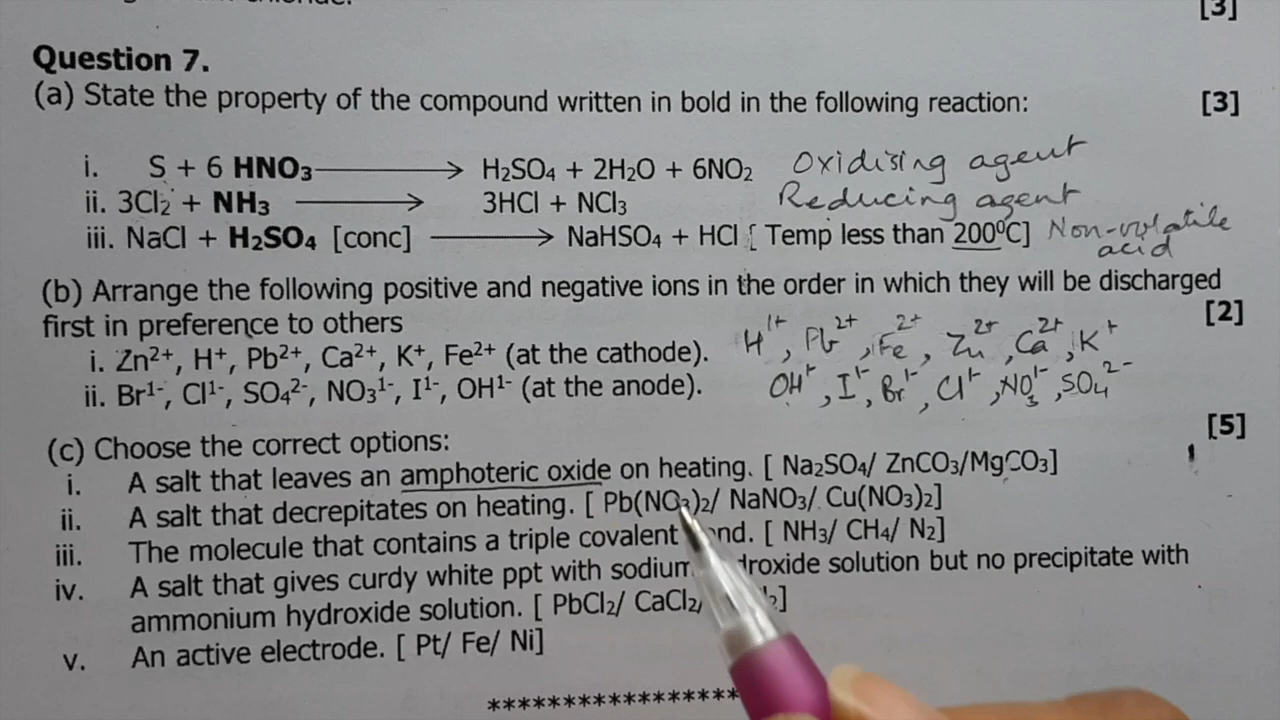 [3]
Question 7.
(a) State the property of the compound written in bold in the following reaction: [3]
i. S + 6 HNO₃ ⟶ H₂SO₄ + 2H₂O + 6NO₂ Oxidising agent
ii. 3Cl₂ + NH₃ ⟶ 3HCl + NCl₃ Reducing agent
iii. NaCl + H₂SO₄ [conc] ⟶ NaHSO₄ + HCl [ Temp less than 200⁰C] Non-volatile
acid
(b) Arrange the following positive and negative ions in the order in which they will be discharged
first in preference to others [2]
i. Zn²⁺, H⁺, Pb²⁺, Ca²⁺, K⁺, Fe²⁺ (at the cathode). H¹⁺, Pb²⁺, Fe²⁺, Zn²⁺, Ca²⁺, K⁺
ii. Br¹⁻, Cl¹⁻, SO₄²⁻, NO₃¹⁻, I¹⁻, OH¹⁻ (at the anode). OH¹⁻, I¹⁻, Br¹⁻, Cl¹⁻, NO₃¹⁻, SO₄²⁻
(c) Choose the correct options: [5]
i. A salt that leaves an amphoteric oxide on heating. [ Na₂SO₄/ ZnCO₃/MgCO₃]
ii. A salt that decrepitates on heating. [ Pb(NO₃)₂/ NaNO₃/ Cu(NO₃)₂]
iii. The molecule that contains a triple covalent [ NH₃/ CH₄/ N₂]
iv. A salt that gives curdy white ppt with sodium solution but no precipitate with
ammonium hydroxide solution. [ PbCl₂/ CaCl₂/
v. An active electrode. [ Pt/ Fe/ Ni]
*****************